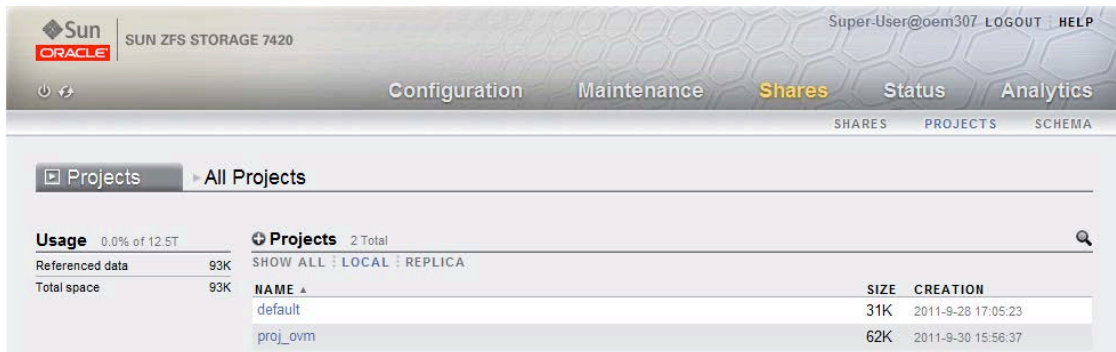 Sun
ORACLE
SUN ZFS STORAGE 7420
Super-User@oem307 LOGOUT HELP
Configuration Maintenance Shares Status Analytics
SHARES PROJECTS SCHEMA
Projects All Projects
Usage 0.0% of 12.5T
Referenced data 93K
Total space 93K
Projects 2 Total
SHOW ALL LOCAL REPLICA
NAME SIZE CREATION
default 31K 2011-9-28 17:05:23
proj_ovm 62K 2011-9-30 15:56:37